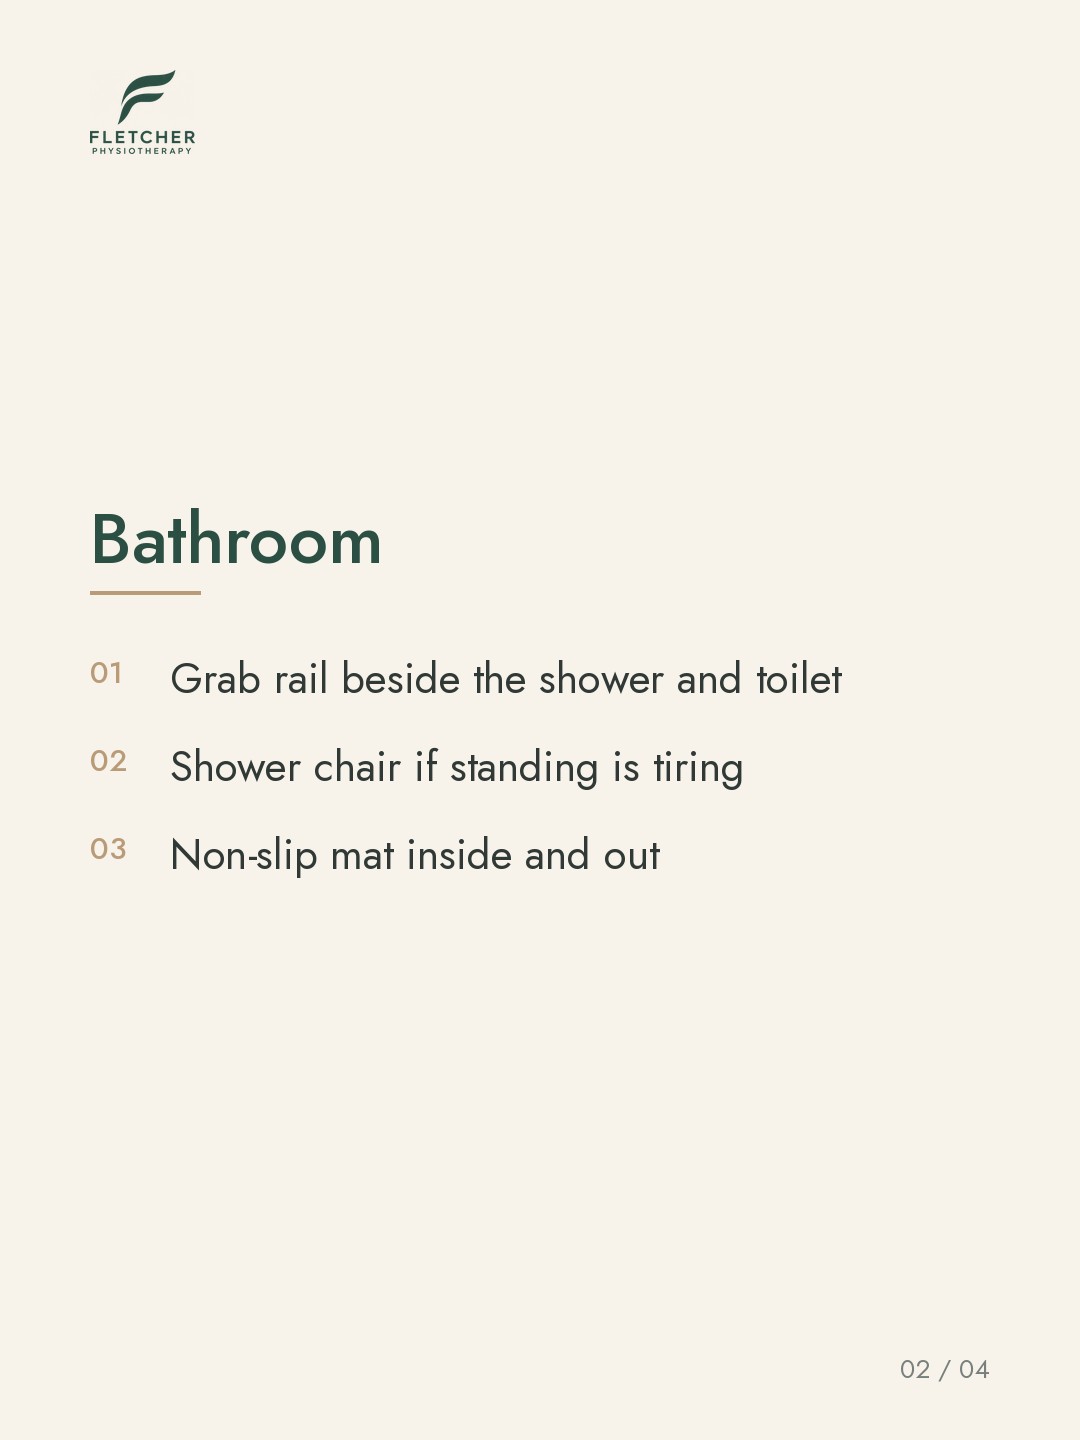 FLETCHER
PHYSIOTHERAPY
Bathroom
01 Grab rail beside the shower and toilet
02 Shower chair if standing is tiring
03 Non-slip mat inside and out
02 / 04